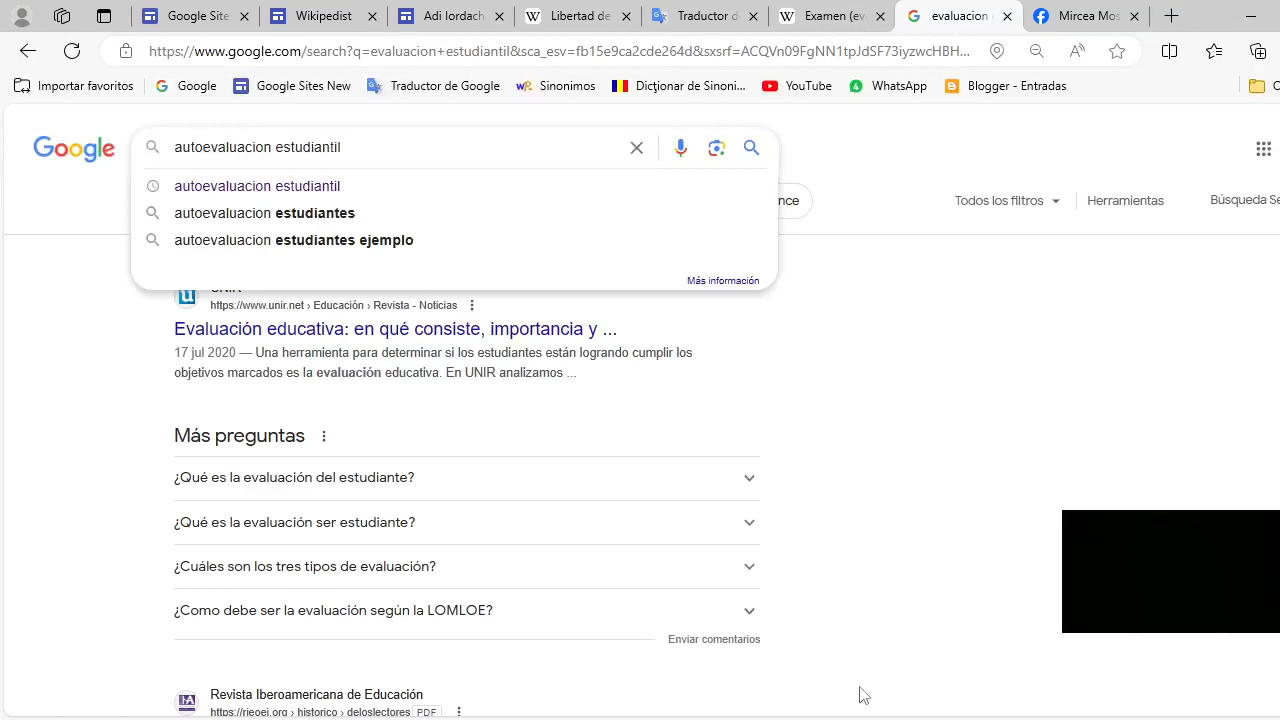 Google Site
Wikipedist
Adi Iordach
Libertad de
Traductor d
Examen (ev
evaluacion
Mircea Mos
https://www.google.com/search?q=evaluacion+estudiantil&sca_esv=fb15e9ca2cde264d&sxsrf=ACQVn09FgNN1tpJdSF73iyzwcHBH...
Importar favoritos
Google
Google Sites New
Traductor de Google
Sinonimos
Dicționar de Sinoni...
YouTube
WhatsApp
Blogger - Entradas
Google
autoevaluacion estudiantil
autoevaluacion estudiantil
autoevaluacion estudiantes
autoevaluacion estudiantes ejemplo
Más información
nce
Todos los filtros
Herramientas
Búsqueda Se
UNIR
https://www.unir.net › Educación › Revista - Noticias
Evaluación educativa: en qué consiste, importancia y ...
17 jul 2020 — Una herramienta para determinar si los estudiantes están logrando cumplir los
objetivos marcados es la evaluación educativa. En UNIR analizamos ...
Más preguntas
¿Qué es la evaluación del estudiante?
¿Qué es la evaluación ser estudiante?
¿Cuáles son los tres tipos de evaluación?
¿Como debe ser la evaluación según la LOMLOE?
Enviar comentarios
Revista Iberoamericana de Educación
https://rieoei.org › historico › deloslectores PDF